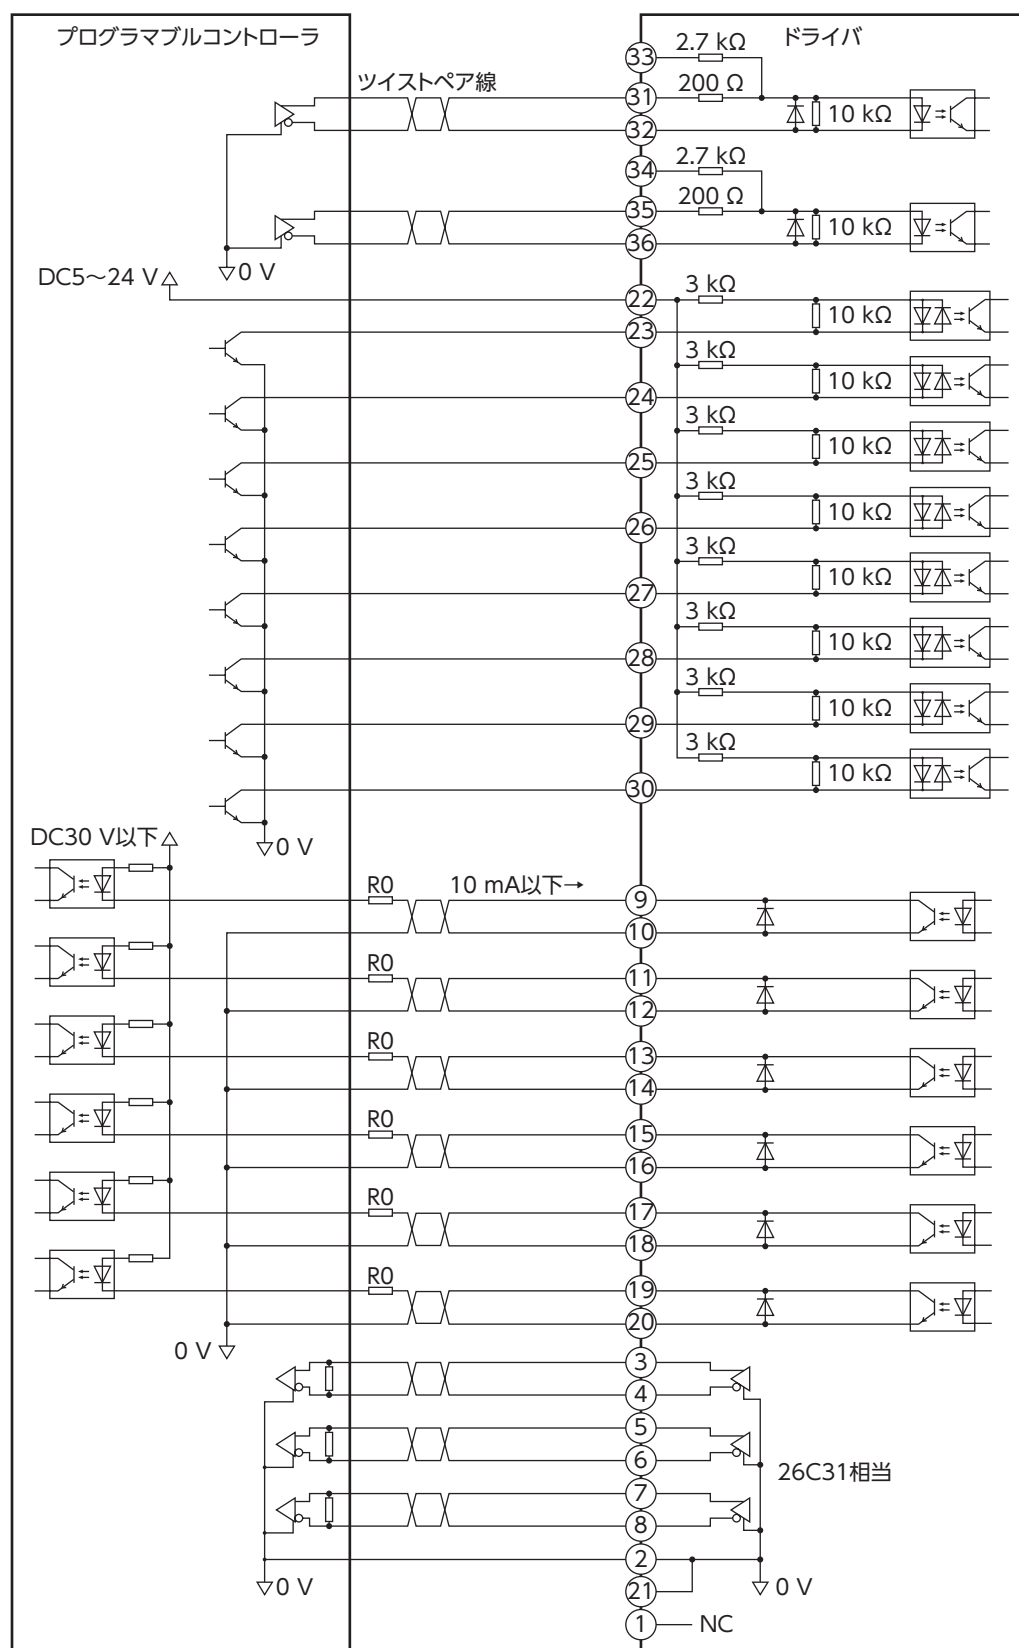 プログラマブルコントローラ
ドライバ
ツイストペア線
33 2.7 kΩ
31 200 Ω
10 kΩ
32
34 2.7 kΩ
35 200 Ω
10 kΩ
36
0 V
DC5～24 V
22 3 kΩ
10 kΩ
23
3 kΩ
10 kΩ
24
3 kΩ
10 kΩ
25
3 kΩ
10 kΩ
26
3 kΩ
10 kΩ
27
3 kΩ
10 kΩ
28
3 kΩ
10 kΩ
29
3 kΩ
10 kΩ
30
DC30 V以下
0 V
R0 10 mA以下→ 9
10
R0 11
12
R0 13
14
R0 15
16
R0 17
18
R0 19
20
0 V
3
4
5
6
26C31相当
7
8
2
0 V 21 0 V
1 NC